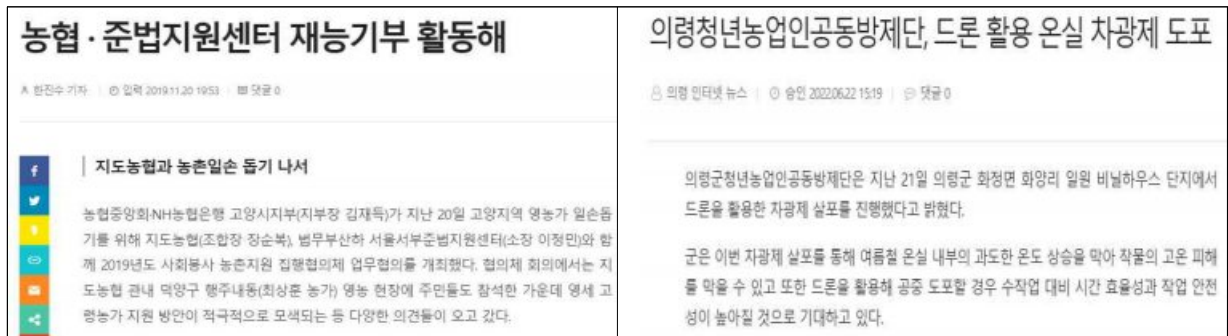 농협 · 준법지원센터 재능기부 활동해
한진수 기자 | 입력 2019.11.20 19:53 | 댓글 0
지도농협과 농촌일손 돕기 나서
농협중앙회·NH농협은행 고양시지부(지부장 김재득)가 지난 20일 고양지역 영농가 일손돕
기를 위해 지도농협(조합장 장순복), 법무부산하 서울서부준법지원센터(소장 이정민)와 함
께 2019년도 사회봉사 농촌지원 집행협의체 업무협의를 개최했다. 협의체 회의에서는 지
도농협 관내 덕양구 행주내동(최상훈 농가) 영농 현장에 주민들도 참석한 가운데 영세 고
령농가 지원 방안이 적극적으로 모색되는 등 다양한 의견들이 오고 갔다.
의령청년농업인공동방제단, 드론 활용 온실 차광제 도포
의령 인터넷 뉴스 | 승인 2022.06.22 15:19 | 댓글 0
의령군청년농업인공동방제단은 지난 21일 의령군 화정면 화양리 일원 비닐하우스 단지에서
드론을 활용한 차광제 살포를 진행했다고 밝혔다.
군은 이번 차광제 살포를 통해 여름철 온실 내부의 과도한 온도 상승을 막아 작물의 고온 피해
를 막을 수 있고 또한 드론을 활용해 공중 도포할 경우 수작업 대비 시간 효율성과 작업 안전
성이 높아질 것으로 기대하고 있다.